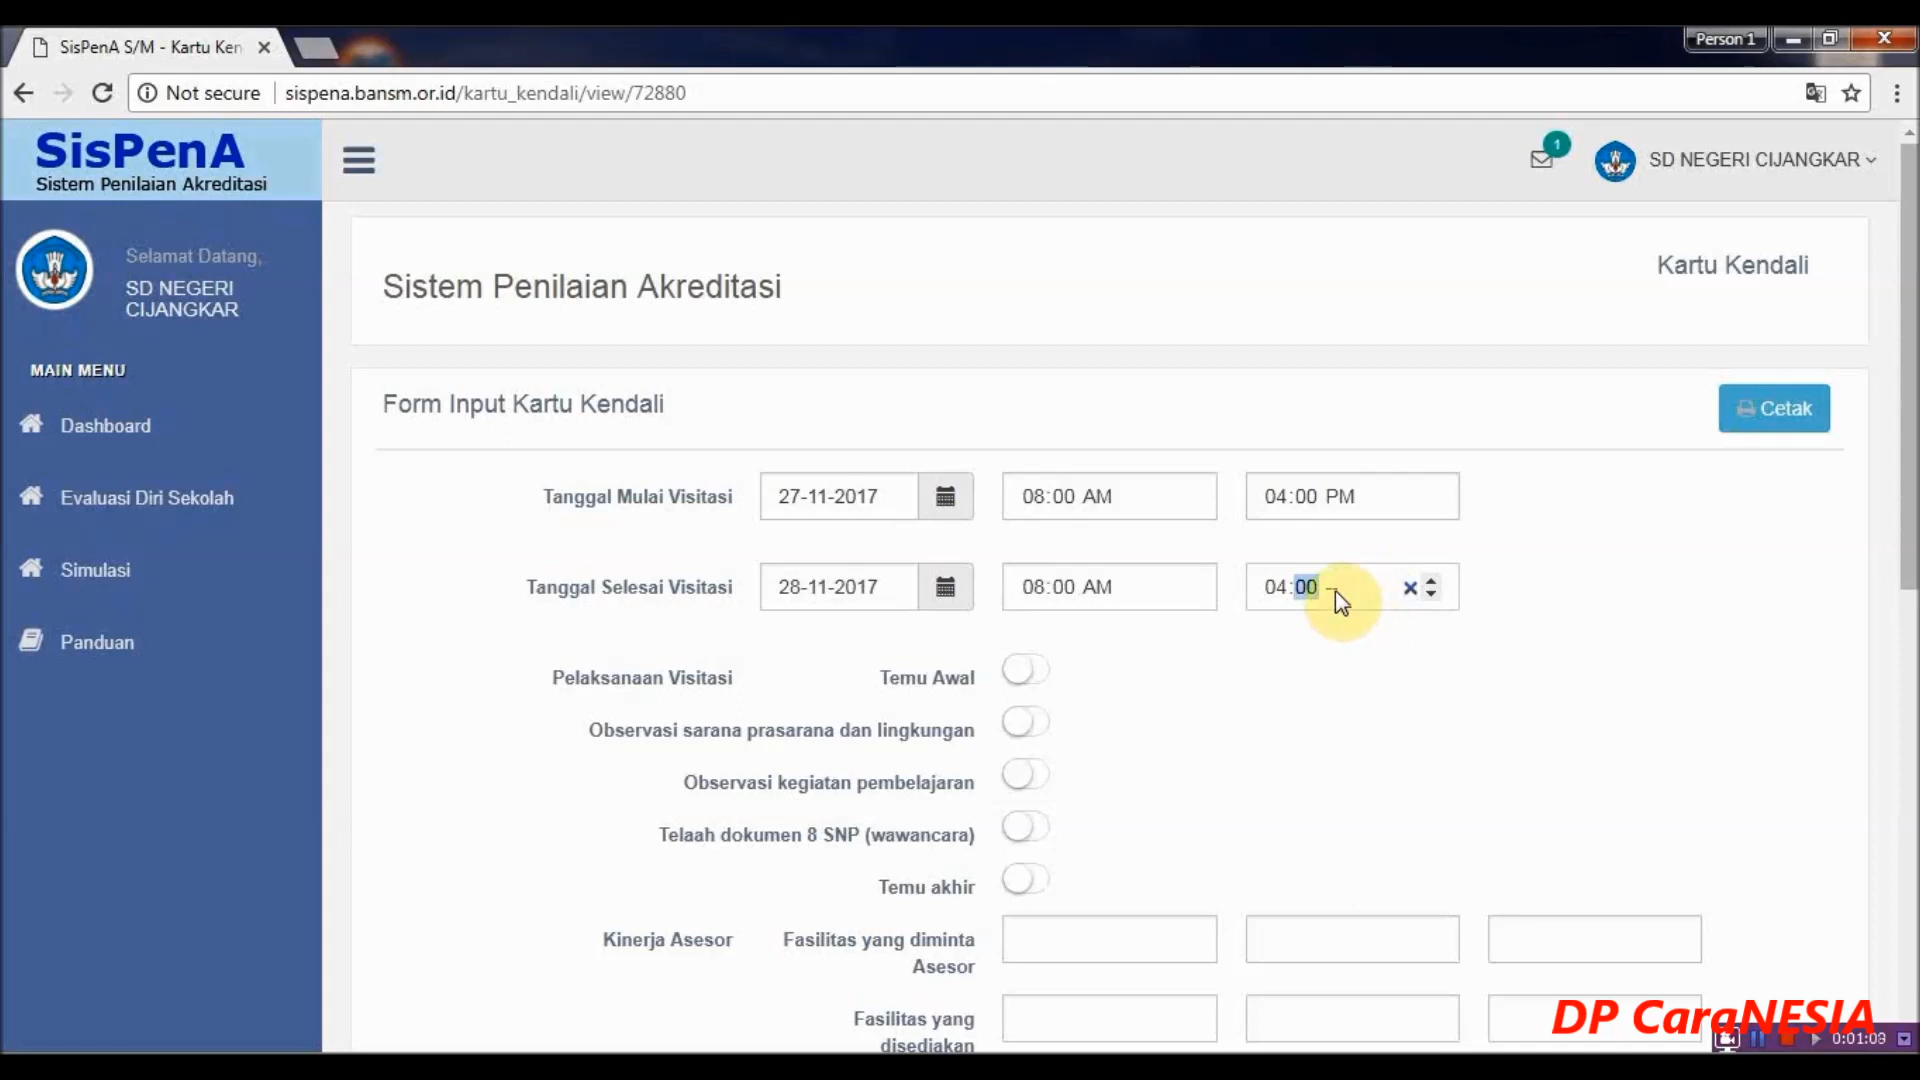 SisPenA S/M - Kartu Ken
Person 1
Not secure
sispena.bansm.or.id/kartu_kendali/view/72880
SisPenA
Sistem Penilaian Akreditasi
1
SD NEGERI CIJANGKAR
Selamat Datang,
SD NEGERI
CIJANGKAR
MAIN MENU
Dashboard
Evaluasi Diri Sekolah
Simulasi
Panduan
Sistem Penilaian Akreditasi
Kartu Kendali
Form Input Kartu Kendali
Cetak
Tanggal Mulai Visitasi 27-11-2017 08:00 AM 04:00 PM
Tanggal Selesai Visitasi 28-11-2017 08:00 AM 04:00 --
Pelaksanaan Visitasi Temu Awal
Observasi sarana prasarana dan lingkungan
Observasi kegiatan pembelajaran
Telaah dokumen 8 SNP (wawancara)
Temu akhir
Kinerja Asesor Fasilitas yang diminta
Asesor
Fasilitas yang
disediakan
DP CaraNESIA
0:01:09